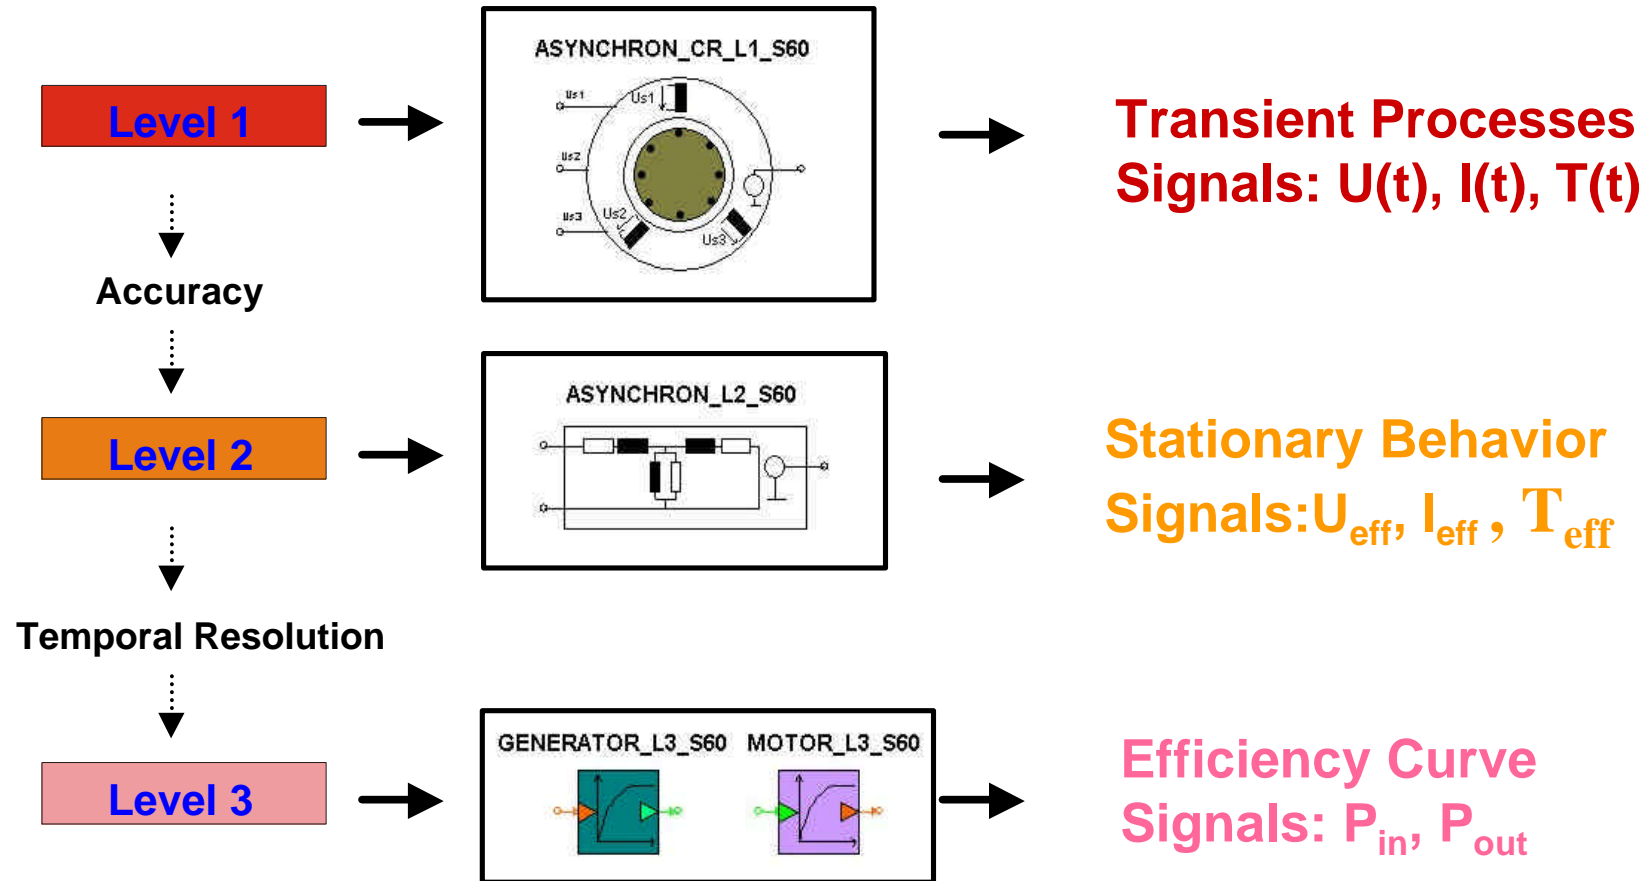 ASYNCHRON_CR_L1_S60
Level 1
Us1
Us1
Us2
Us3
Us2
Us3
Transient Processes
Signals: U(t), I(t), T(t)
Accuracy
ASYNCHRON_L2_S60
Level 2
Stationary Behavior
Signals:Ueff, Ieff , Teff
Temporal Resolution
GENERATOR_L3_S60 MOTOR_L3_S60
Level 3
Efficiency Curve
Signals: Pin, Pout